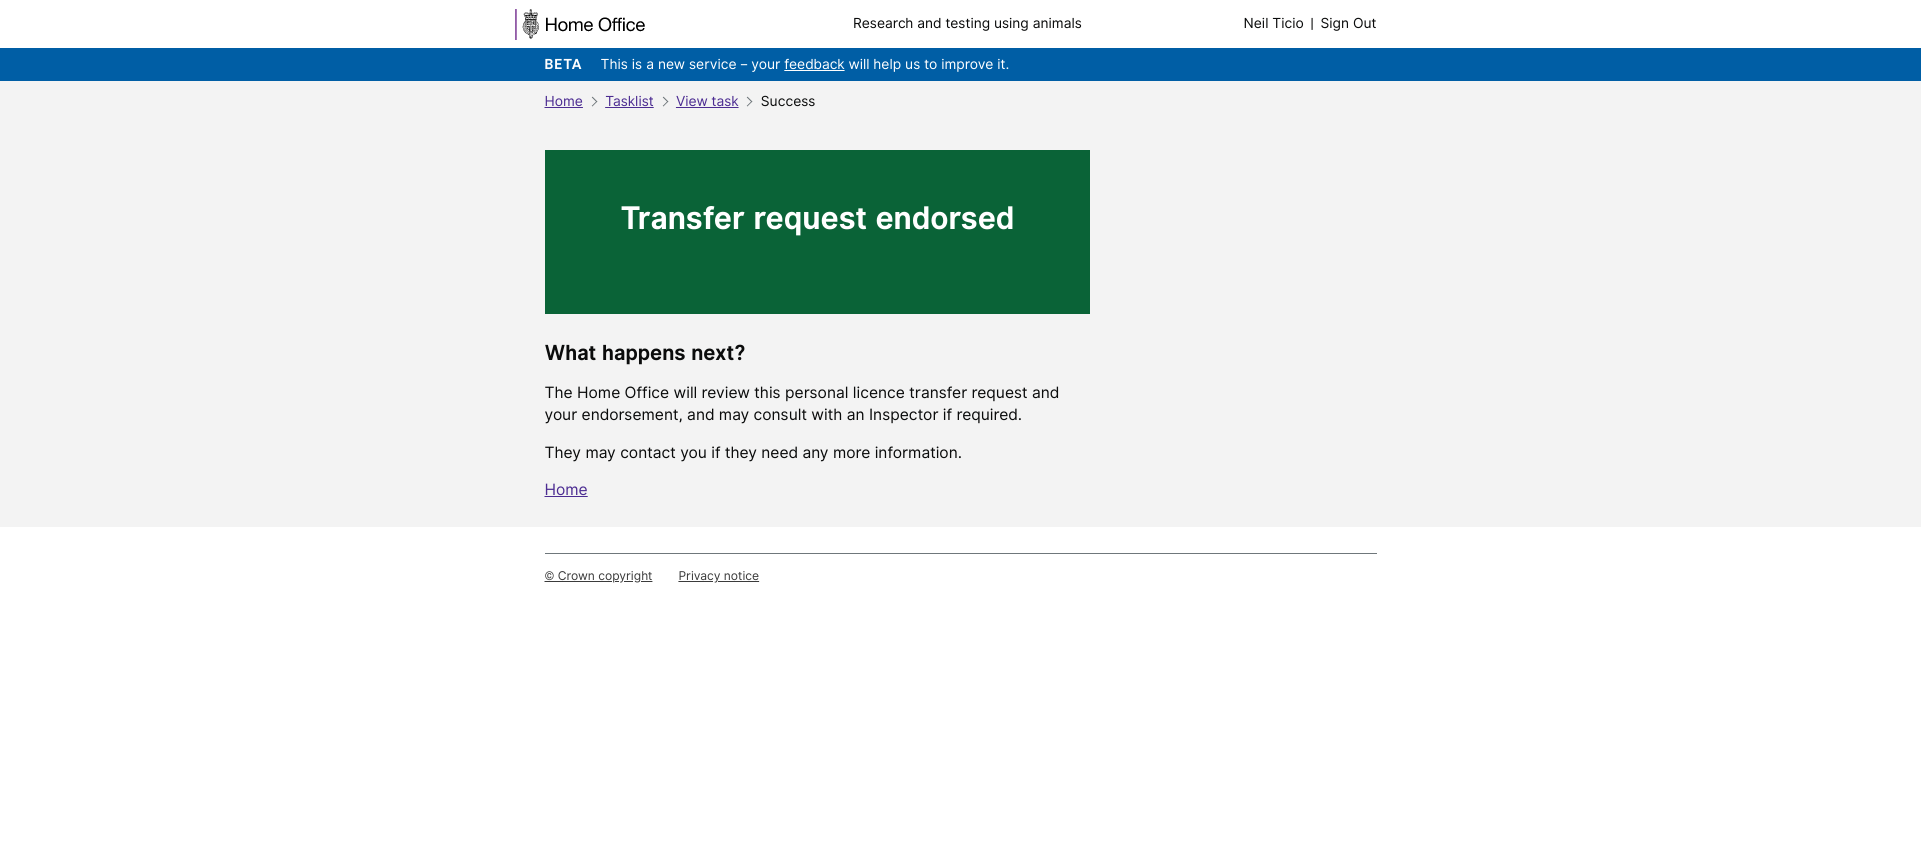 Home Office
Research and testing using animals
Neil Ticio | Sign Out
BETA This is a new service – your feedback will help us to improve it.
Home > Tasklist > View task > Success
Transfer request endorsed
What happens next?
The Home Office will review this personal licence transfer request and
your endorsement, and may consult with an Inspector if required.
They may contact you if they need any more information.
Home
© Crown copyright Privacy notice